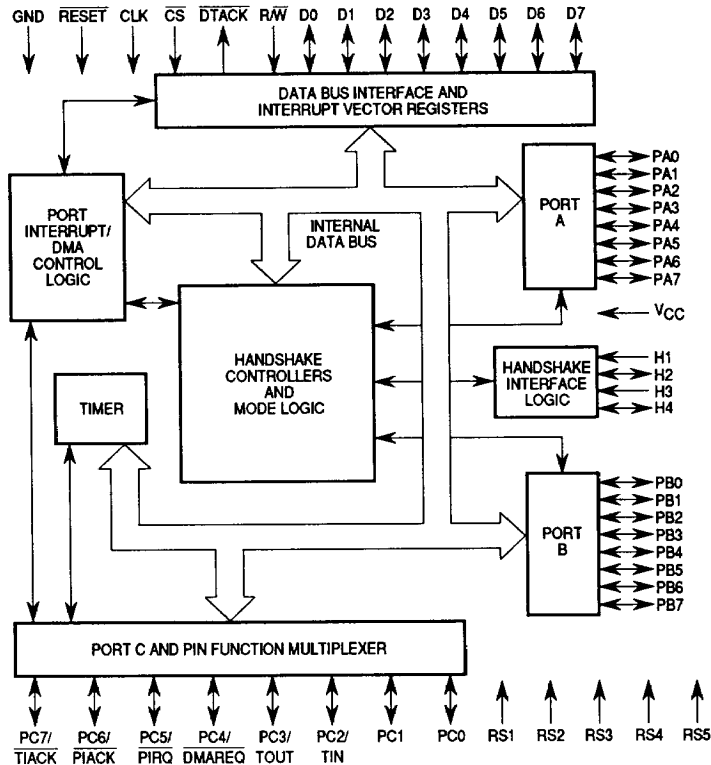 GND RESET CLK CS DTACK R/W D0 D1 D2 D3 D4 D5 D6 D7
DATA BUS INTERFACE AND
INTERRUPT VECTOR REGISTERS
PORT
INTERRUPT/
DMA
CONTROL
LOGIC
INTERNAL
DATA BUS
PORT
A
PA0
PA1
PA2
PA3
PA4
PA5
PA6
PA7
VCC
HANDSHAKE
CONTROLLERS
AND
MODE LOGIC
HANDSHAKE
INTERFACE
LOGIC
H1
H2
H3
H4
TIMER
PORT
B
PB0
PB1
PB2
PB3
PB4
PB5
PB6
PB7
PORT C AND PIN FUNCTION MULTIPLEXER
PC7/ PC6/ PC5/ PC4/ PC3/ PC2/ PC1 PC0 RS1 RS2 RS3 RS4 RS5
TIACK PIACK PIRQ DMAREQ TOUT TIN